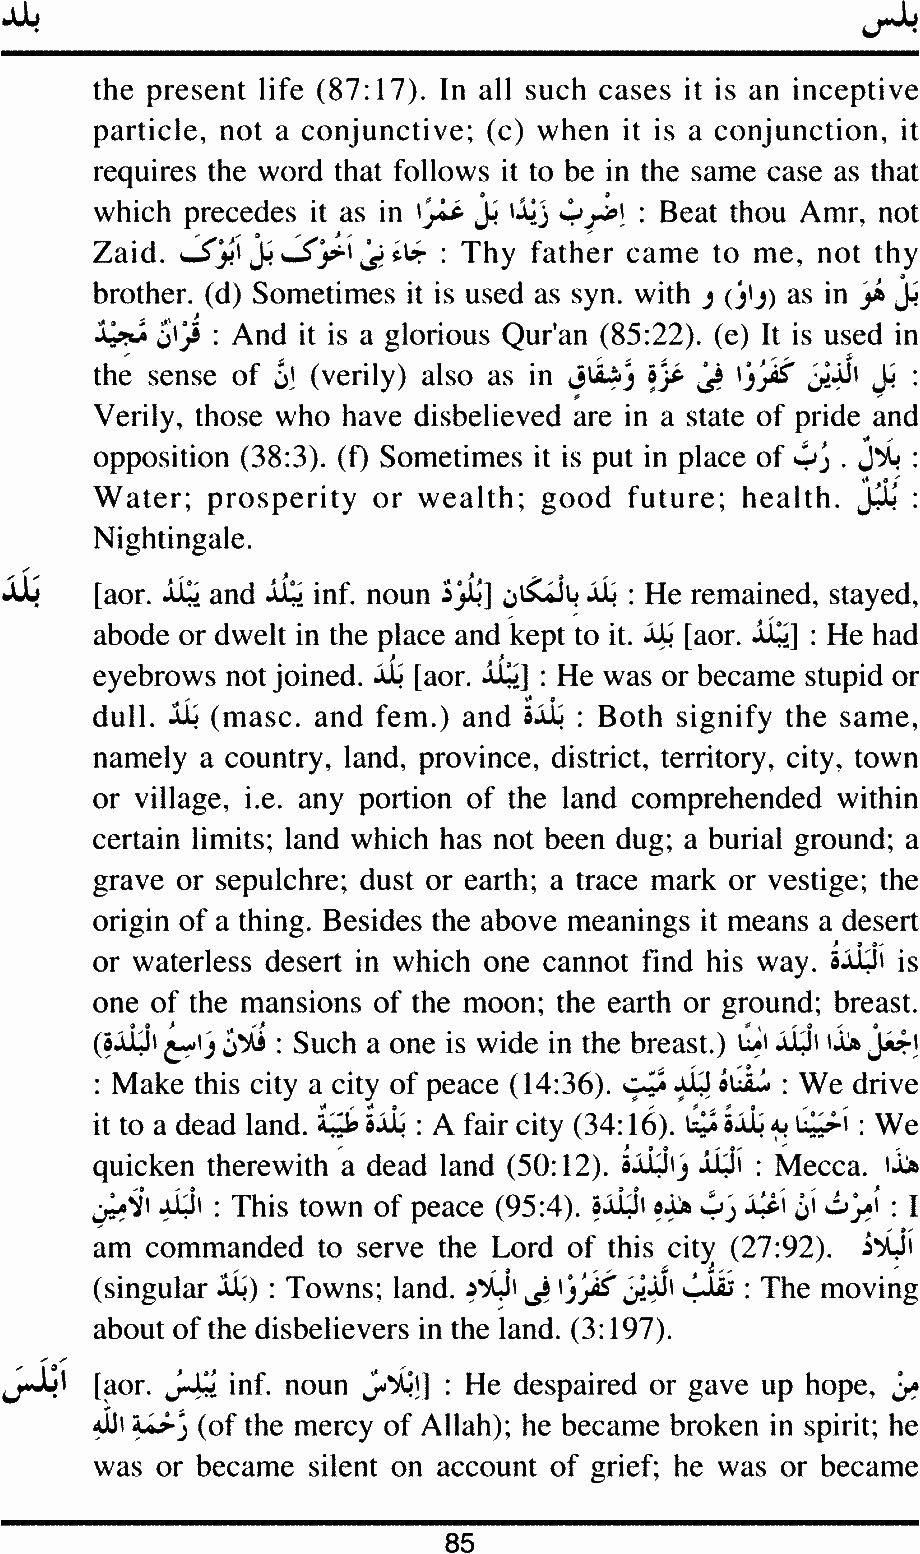 بلد بلس
the present life (87:17). In all such cases it is an inceptive
particle, not a conjunctive; (c) when it is a conjunction, it
requires the word that follows it to be in the same case as that
which precedes it as in اِضْرِبْ زَيْدًا بَلْ عَمْرًا : Beat thou Amr, not
Zaid. جَاءَ نِیْ اَخُوْکَ بَلْ اَبُوْکَ : Thy father came to me, not thy
brother. (d) Sometimes it is used as syn. with و (وَاوْ) as in بَلْ هُوَ
قُرْاٰنٌ مَّجِيْدٌ : And it is a glorious Qur'an (85:22). (e) It is used in
the sense of اِنَّ (verily) also as in بَلِ الَّذِيْنَ كَفَرُوْا فِیْ عِزَّةٍ وَّشِقَاقٍ :
Verily, those who have disbelieved are in a state of pride and
opposition (38:3). (f) Sometimes it is put in place of رُبَّ . بِلَالٌ :
Water; prosperity or wealth; good future; health. بُلْبُلٌ :
Nightingale.
بَلَدَ [aor. يَبْلُدُ and يَبْلُدُ inf. noun بُلُوْدٌ] بَلَدَ بِالْمَكَانِ : He remained, stayed,
abode or dwelt in the place and kept to it. بَلِدَ [aor. يَبْلَدُ] : He had
eyebrows not joined. بَلُدَ [aor. يَبْلُدُ] : He was or became stupid or
dull. بَلَدٌ (masc. and fem.) and بَلْدَةٌ : Both signify the same,
namely a country, land, province, district, territory, city, town
or village, i.e. any portion of the land comprehended within
certain limits; land which has not been dug; a burial ground; a
grave or sepulchre; dust or earth; a trace mark or vestige; the
origin of a thing. Besides the above meanings it means a desert
or waterless desert in which one cannot find his way. اَلْبَلْدَةُ is
one of the mansions of the moon; the earth or ground; breast.
(فُلَانٌ وَاسِعُ الْبَلْدَةِ : Such a one is wide in the breast.) اِجْعَلْ هٰذَا الْبَلَدَ اٰمِنًا
: Make this city a city of peace (14:36). سُقْنَاهُ لِبَلَدٍ مَّيِّتٍ : We drive
it to a dead land. بَلْدَةٌ طَيِّبَةٌ : A fair city (34:16). اَحْيَيْنَا بِهٖ بَلْدَةً مَّيْتًا : We
quicken therewith a dead land (50:12). اَلْبَلَدُ وَالْبَلْدَةُ : Mecca. هٰذَا
الْبَلَدِ الْاَمِيْنِ : This town of peace (95:4). اُمِرْتُ اَنْ اَعْبُدَ رَبَّ هٰذِهِ الْبَلْدَةِ : I
am commanded to serve the Lord of this city (27:92). اَلْبِلَادُ
(singular بَلَدٌ) : Towns; land. تَقَلُّبُ الَّذِيْنَ كَفَرُوْا فِی الْبِلَادِ : The moving
about of the disbelievers in the land. (3:197).
اَبْلَسَ [aor. يُبْلِسُ inf. noun اِبْلَاسٌ] : He despaired or gave up hope, مِنْ
رَّحْمَةِ اللّٰهِ (of the mercy of Allah); he became broken in spirit; he
was or became silent on account of grief; he was or became
85